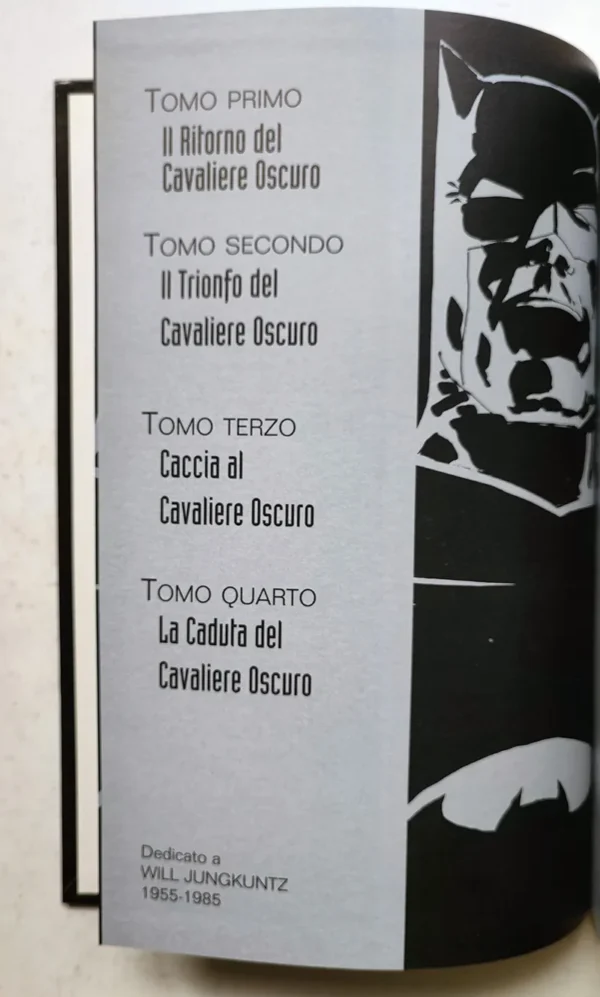 TOMO PRIMO
Il Ritorno del
Cavaliere Oscuro
TOMO SECONDO
Il Trionfo del
Cavaliere Oscuro
TOMO TERZO
Caccia al
Cavaliere Oscuro
TOMO QUARTO
La Caduta del
Cavaliere Oscuro
Dedicato a
WILL JUNGKUNTZ
1955-1985